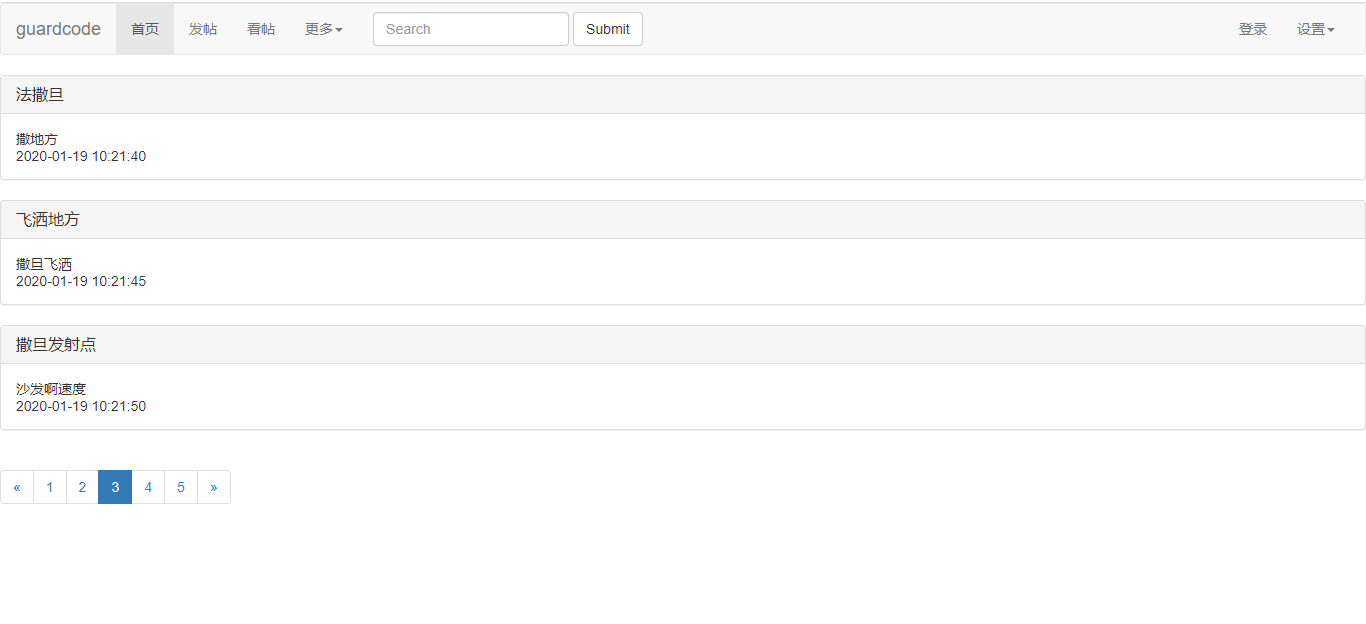 guardcode 首页 发帖 看帖 更多 Search Submit 登录 设置
法撒旦
撒地方
2020-01-19 10:21:40
飞洒地方
撒旦飞洒
2020-01-19 10:21:45
撒旦发射点
沙发啊速度
2020-01-19 10:21:50
« 1 2 3 4 5 »